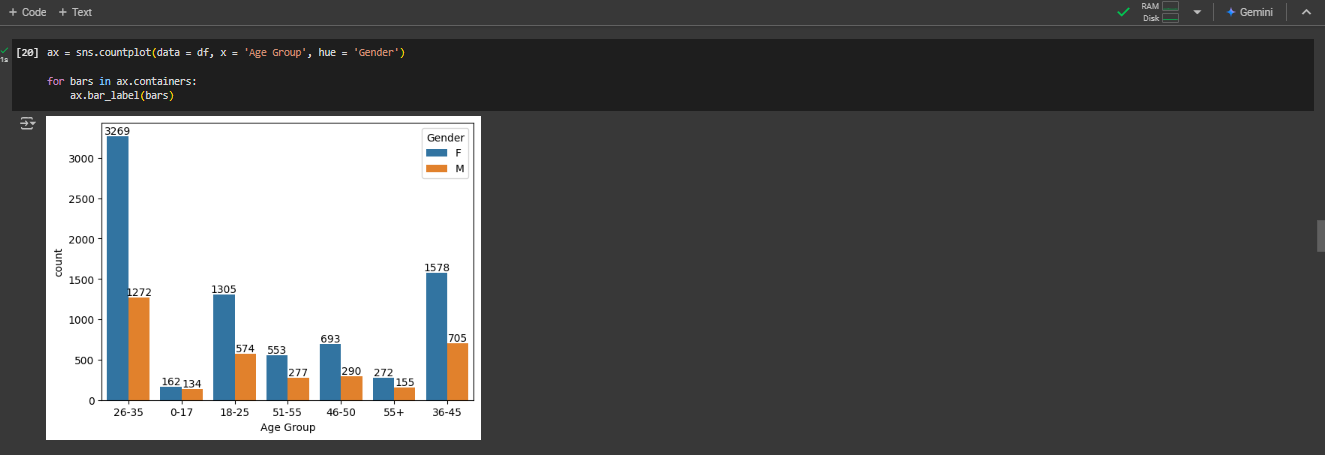 + Code + Text
RAM
Disk
Gemini
1s
[20] ax = sns.countplot(data = df, x = 'Age Group', hue = 'Gender')
for bars in ax.containers:
ax.bar_label(bars)
3269
Gender
F
M
3000
2500
2000
1578
1500
1305
1272
count
1000
693
705
574
553
500
277
290
272
162
134
155
0
26-35 0-17 18-25 51-55 46-50 55+ 36-45
Age Group